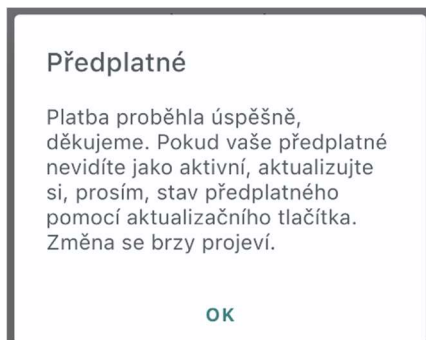 Předplatné
Platba proběhla úspěšně,
děkujeme. Pokud vaše předplatné
nevidíte jako aktivní, aktualizujte
si, prosím, stav předplatného
pomocí aktualizačního tlačítka.
Změna se brzy projeví.
OK